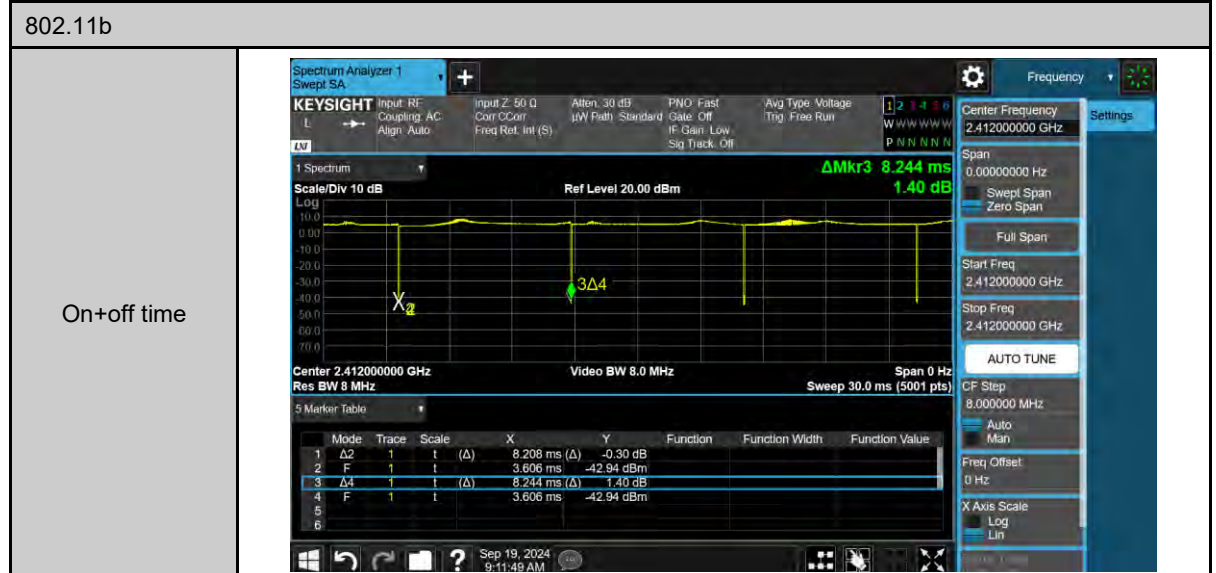 802.11b
On+off time
Spectrum Analyzer 1
Swept SA
+
Frequency
KEYSIGHT Input: RF Input Z: 50 Ω Atten: 30 dB PNO: Fast Avg Type: Voltage 1 2 3 4 5 6
L Coupling: AC Corr CCorr µW Path: Standard Gate: Off Trig: Free Run W W W W W W
Align: Auto Freq Ref: Int (S) IF Gain: Low
LXI Sig Track: Off P N N N N N
1 Spectrum
ΔMkr3 8.244 ms
Scale/Div 10 dB Ref Level 20.00 dBm 1.40 dB
Log
10.0
0.00
-10.0
-20.0
-30.0
-40.0
-50.0
-60.0
-70.0
3Δ4
X
Center 2.412000000 GHz Video BW 8.0 MHz Span 0 Hz
Res BW 8 MHz Sweep 30.0 ms (5001 pts)
5 Marker Table
Mode Trace Scale X Y Function Function Width Function Value
1 Δ2 1 t (Δ) 8.208 ms (Δ) -0.30 dB
2 F 1 t 3.606 ms -42.94 dBm
3 Δ4 1 t (Δ) 8.244 ms (Δ) 1.40 dB
4 F 1 t 3.606 ms -42.94 dBm
5
6
?
Sep 19, 2024
9:11:49 AM
Center Frequency
2.412000000 GHz
Settings
Span
0.00000000 Hz
Swept Span
Zero Span
Full Span
Start Freq
2.412000000 GHz
Stop Freq
2.412000000 GHz
AUTO TUNE
CF Step
8.000000 MHz
Auto
Man
Freq Offset
0 Hz
X Axis Scale
Log
Lin